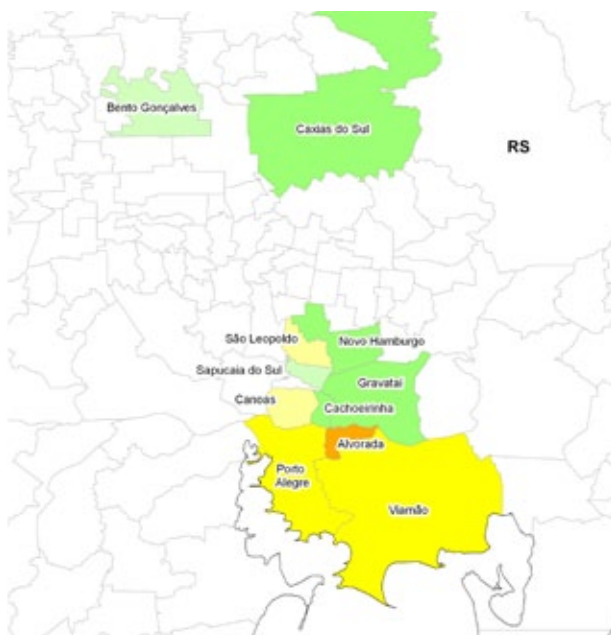 Bento Gonçalves
Caxias do Sul
RS
São Leopoldo
Novo Hamburgo
Sapucaia do Sul
Gravatai
Canoas
Cachoeirinha
Alvorada
Porto
Alegre
Viamão